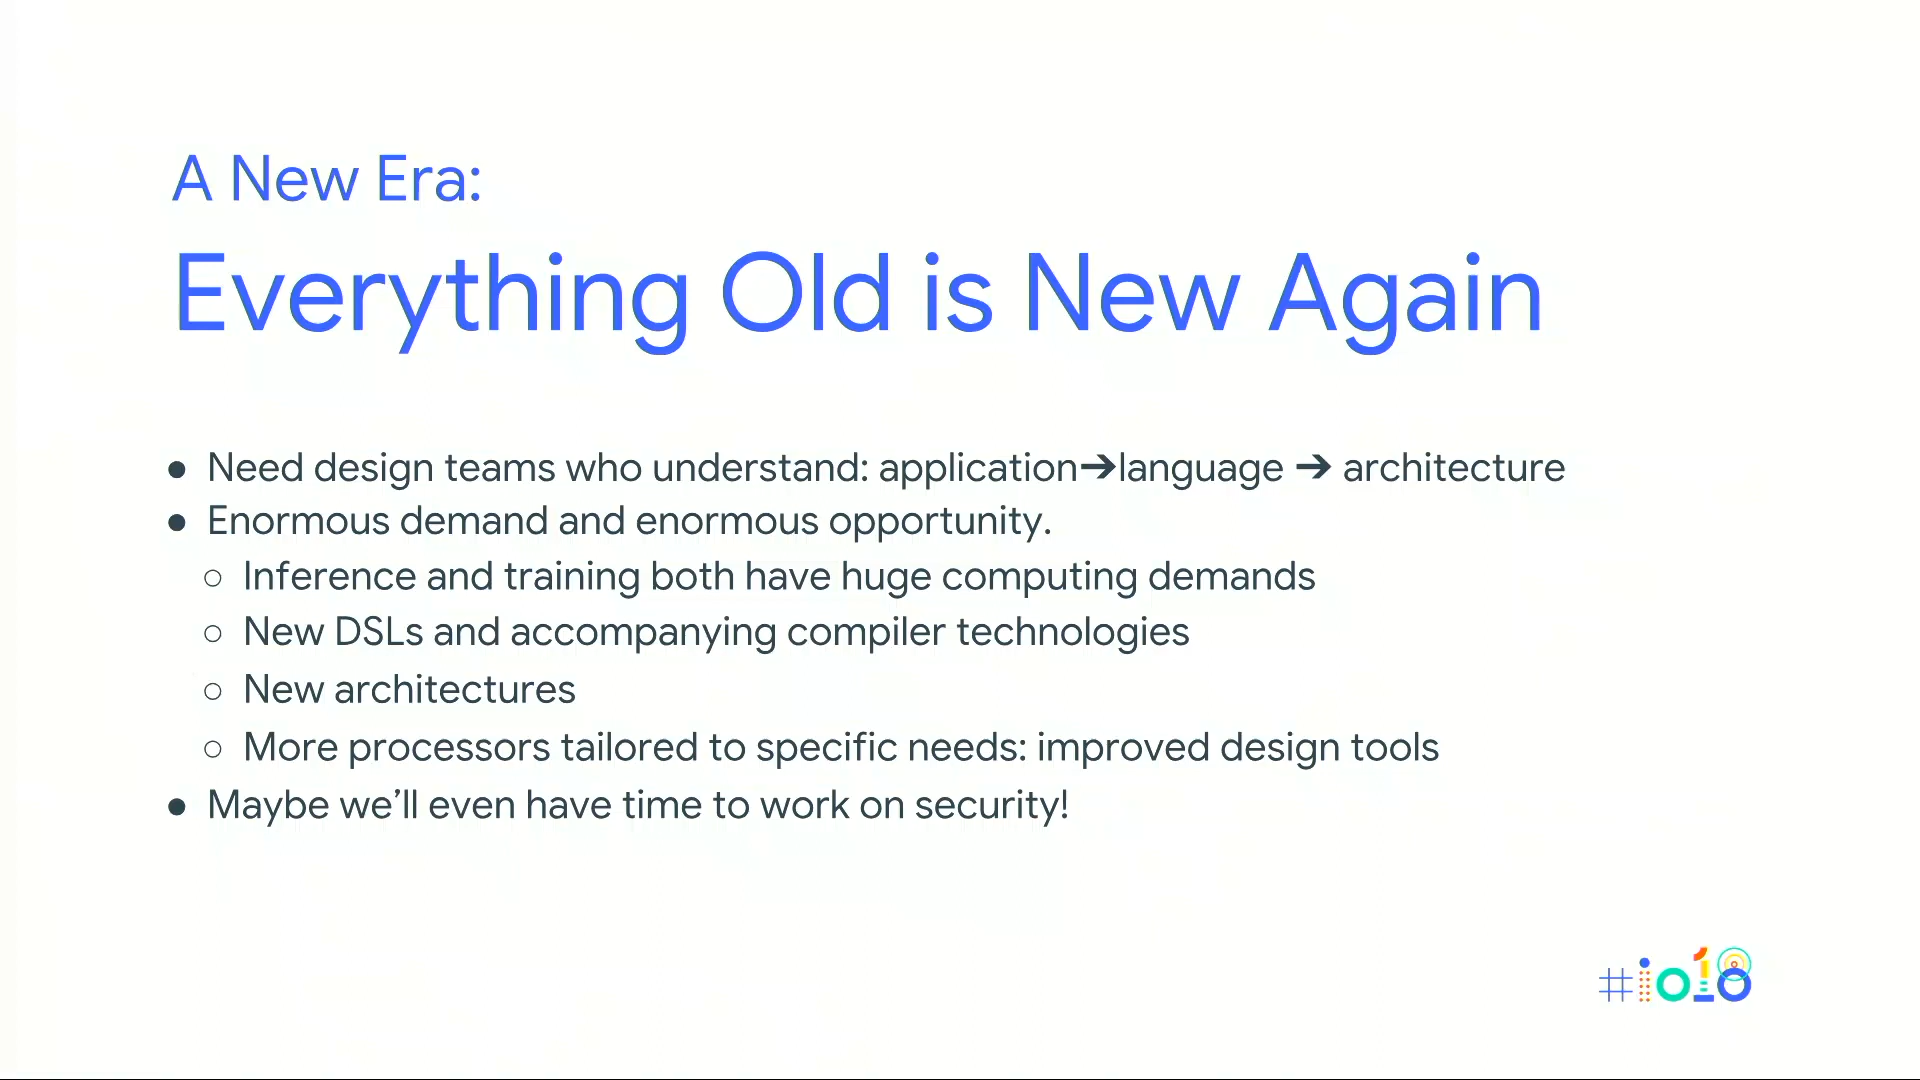 A New Era:
Everything Old is New Again
● Need design teams who understand: application➔language ➔ architecture
● Enormous demand and enormous opportunity.
○ Inference and training both have huge computing demands
○ New DSLs and accompanying compiler technologies
○ New architectures
○ More processors tailored to specific needs: improved design tools
● Maybe we’ll even have time to work on security!
#io18